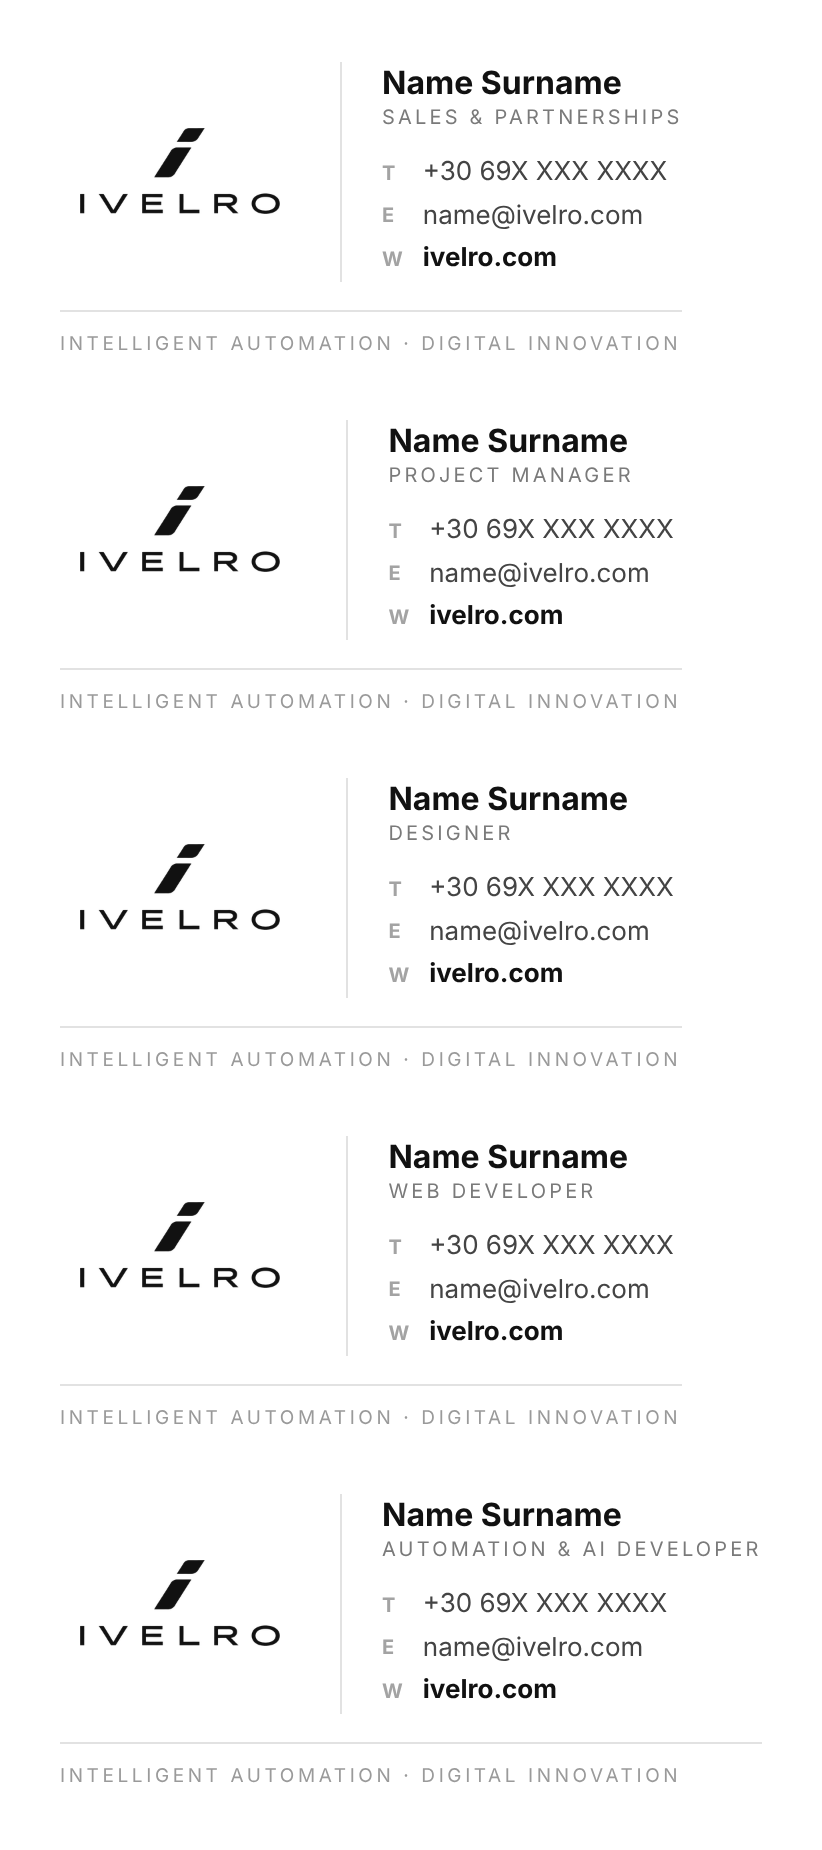 IVELRO
Name Surname
SALES & PARTNERSHIPS
T +30 69X XXX XXXX
E name@ivelro.com
W ivelro.com
INTELLIGENT AUTOMATION · DIGITAL INNOVATION
IVELRO
Name Surname
PROJECT MANAGER
T +30 69X XXX XXXX
E name@ivelro.com
W ivelro.com
INTELLIGENT AUTOMATION · DIGITAL INNOVATION
IVELRO
Name Surname
DESIGNER
T +30 69X XXX XXXX
E name@ivelro.com
W ivelro.com
INTELLIGENT AUTOMATION · DIGITAL INNOVATION
IVELRO
Name Surname
WEB DEVELOPER
T +30 69X XXX XXXX
E name@ivelro.com
W ivelro.com
INTELLIGENT AUTOMATION · DIGITAL INNOVATION
IVELRO
Name Surname
AUTOMATION & AI DEVELOPER
T +30 69X XXX XXXX
E name@ivelro.com
W ivelro.com
INTELLIGENT AUTOMATION · DIGITAL INNOVATION